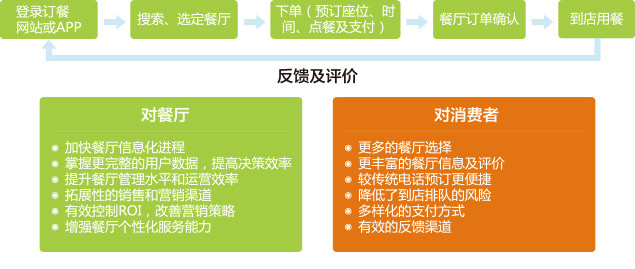 登录订餐
网站或APP
搜索、选定餐厅
下单（预订座位、时
间、点餐及支付）
餐厅订单确认
到店用餐
反馈及评价
对餐厅
加快餐厅信息化进程
掌握更完整的用户数据，提高决策效率
提升餐厅管理水平和运营效率
拓展性的销售和营销渠道
有效控制ROI，改善营销策略
增强餐厅个性化服务能力
对消费者
更多的餐厅选择
更丰富的餐厅信息及评价
较传统电话预订更便捷
降低了到店排队的风险
多样化的支付方式
有效的反馈渠道